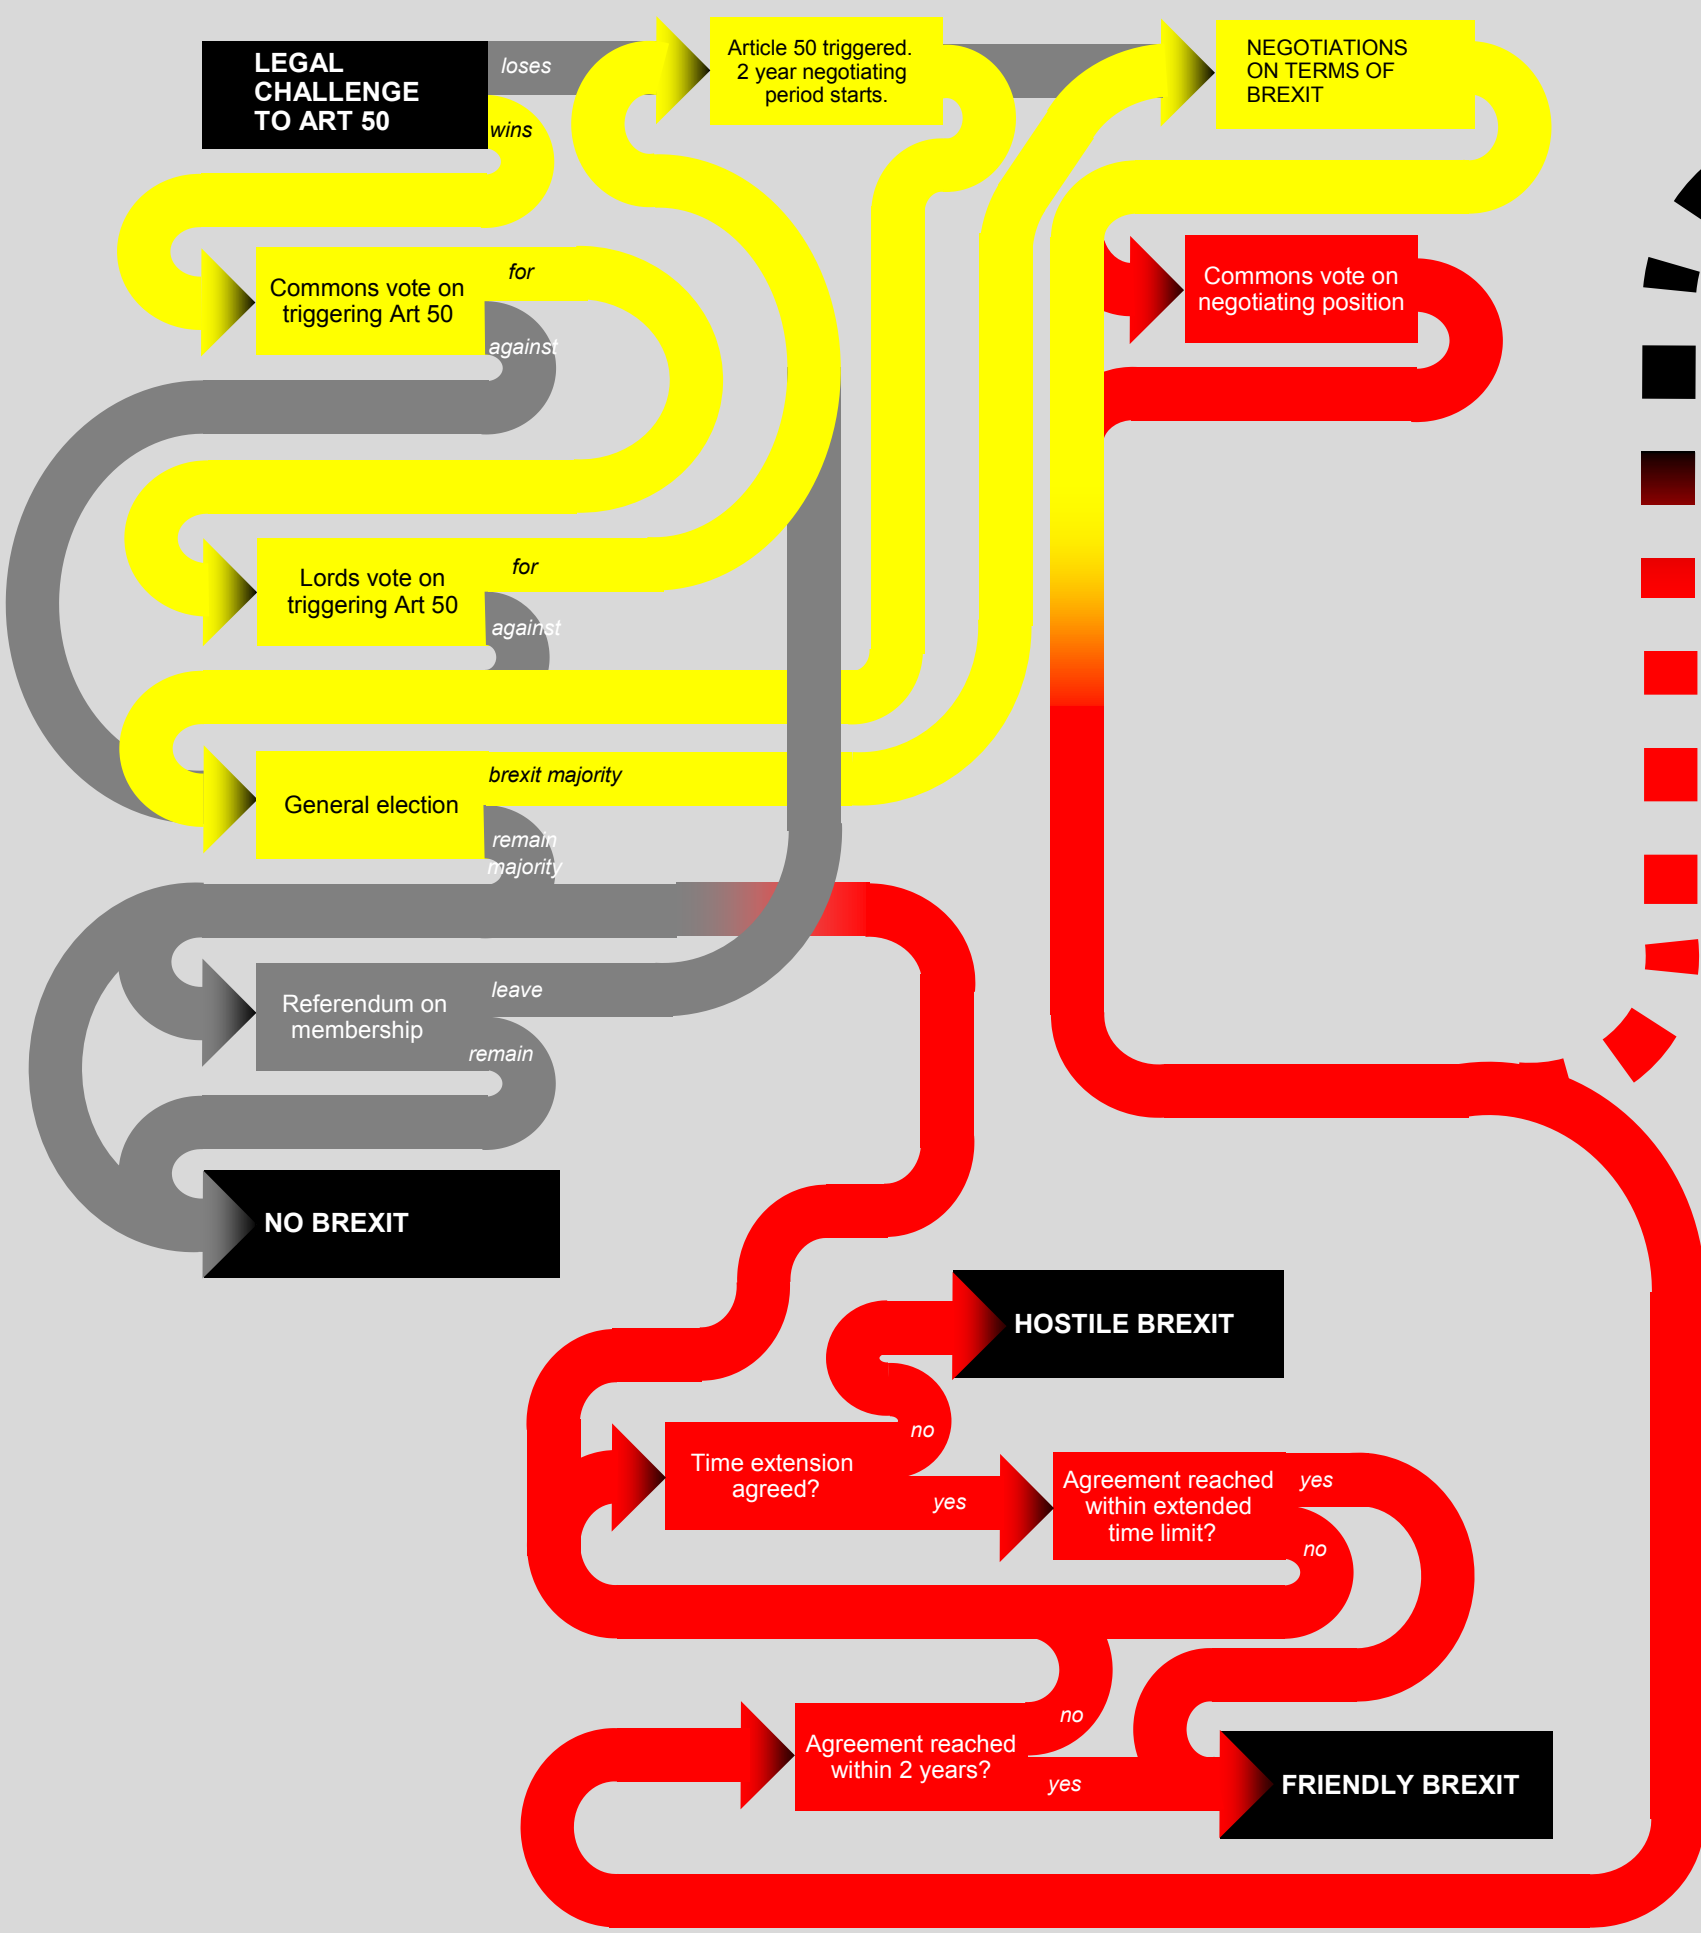 LEGAL
CHALLENGE
TO ART 50
loses
wins
Article 50 triggered.
2 year negotiating
period starts.
NEGOTIATIONS
ON TERMS OF
BREXIT
Commons vote on
triggering Art 50
for
against
Commons vote on
negotiating position
Lords vote on
triggering Art 50
for
against
General election
brexit majority
remain
majority
Referendum on
membership
leave
remain
NO BREXIT
HOSTILE BREXIT
Time extension
agreed?
no
yes
Agreement reached
within extended
time limit?
yes
no
Agreement reached
within 2 years?
no
yes
FRIENDLY BREXIT